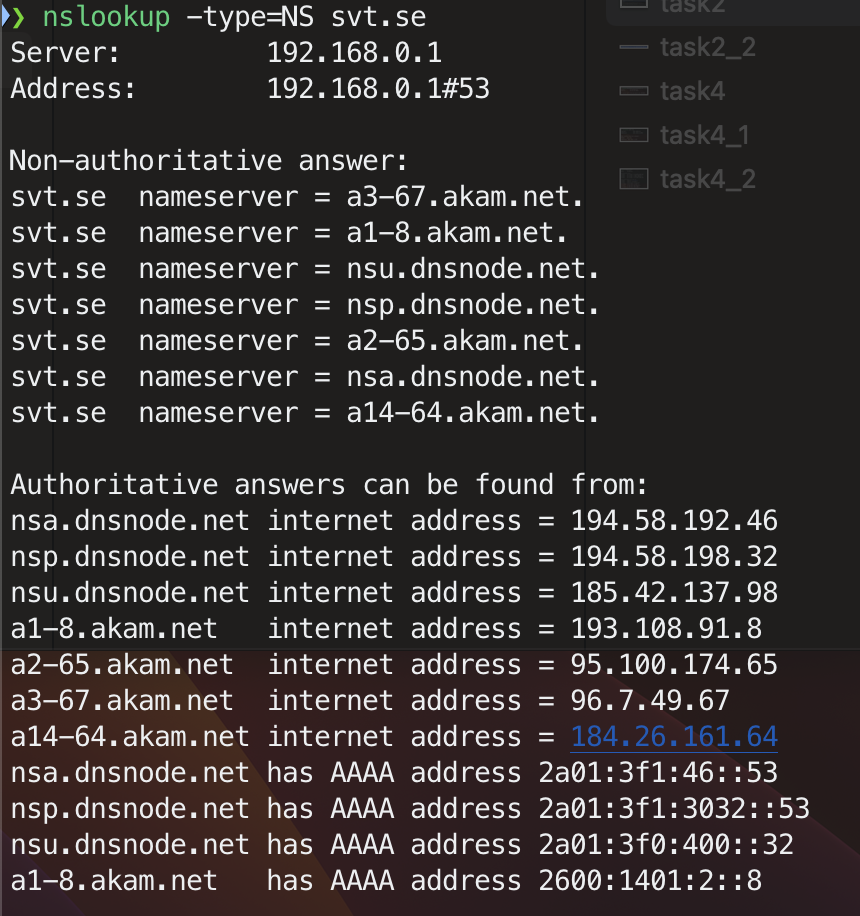 ❯ nslookup -type=NS svt.se
Server:         192.168.0.1
Address:        192.168.0.1#53
Non-authoritative answer:
svt.se  nameserver = a3-67.akam.net.
svt.se  nameserver = a1-8.akam.net.
svt.se  nameserver = nsu.dnsnode.net.
svt.se  nameserver = nsp.dnsnode.net.
svt.se  nameserver = a2-65.akam.net.
svt.se  nameserver = nsa.dnsnode.net.
svt.se  nameserver = a14-64.akam.net.
Authoritative answers can be found from:
nsa.dnsnode.net internet address = 194.58.192.46
nsp.dnsnode.net internet address = 194.58.198.32
nsu.dnsnode.net internet address = 185.42.137.98
a1-8.akam.net   internet address = 193.108.91.8
a2-65.akam.net  internet address = 95.100.174.65
a3-67.akam.net  internet address = 96.7.49.67
a14-64.akam.net internet address = 184.26.161.64
nsa.dnsnode.net has AAAA address 2a01:3f1:46::53
nsp.dnsnode.net has AAAA address 2a01:3f1:3032::53
nsu.dnsnode.net has AAAA address 2a01:3f0:400::32
a1-8.akam.net   has AAAA address 2600:1401:2::8
task2
task2_2
task4
task4_1
task4_2